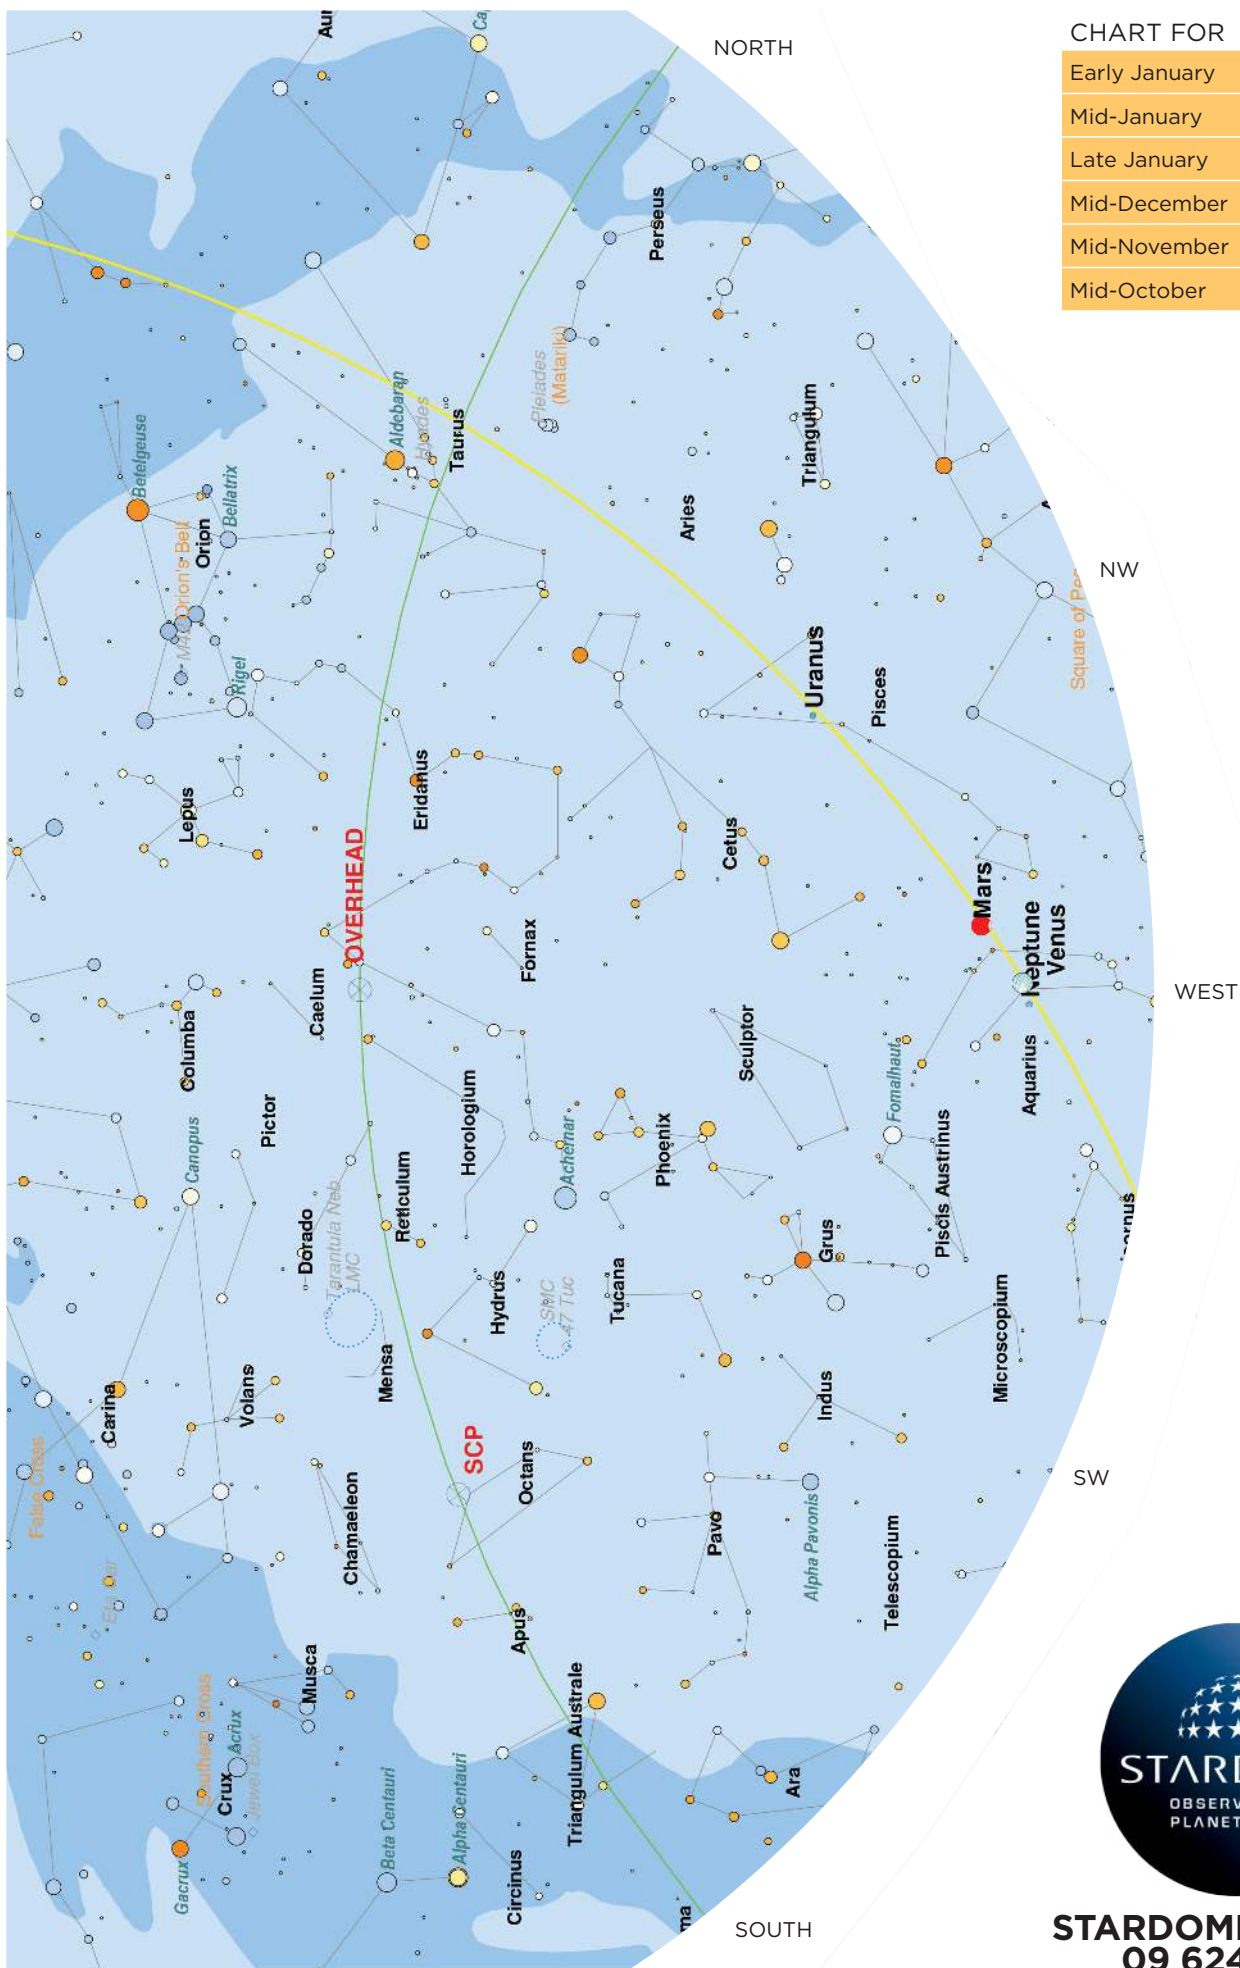 CHART FOR
Early January
Mid-January
Late January
Mid-December
Mid-November
Mid-October
NORTH
NW
WEST
SW
SOUTH
Perseus
Pleiades
(Matariki)
Aldebaran
Hyades
Taurus
Triangulum
Aries
Betelgeuse
Bellatrix
Orion
Orion's Belt
M42
Rigel
Uranus
Pisces
Lepus
Eridanus
Cetus
OVERHEAD
Mars
Neptune
Venus
Fornax
Caelum
Columba
Sculptor
Fomalhaut
Aquarius
Pictor
Canopus
Horologium
Achernar
Phoenix
Reticulum
Piscis Austrinus
Dorado
Tarantula Neb
LMC
Grus
Hydrus
SMC
47 Tuc
Tucana
Microscopium
Mensa
Volans
Carina
Indus
False Cross
SCP
Octans
Chamaeleon
Pavo
Alpha Pavonis
Telescopium
Apus
Musca
Southern Cross
Acrux
Crux
Jewel Box
Gacrux
Triangulum Australe
Beta Centauri
Alpha Centauri
Circinus
Ara